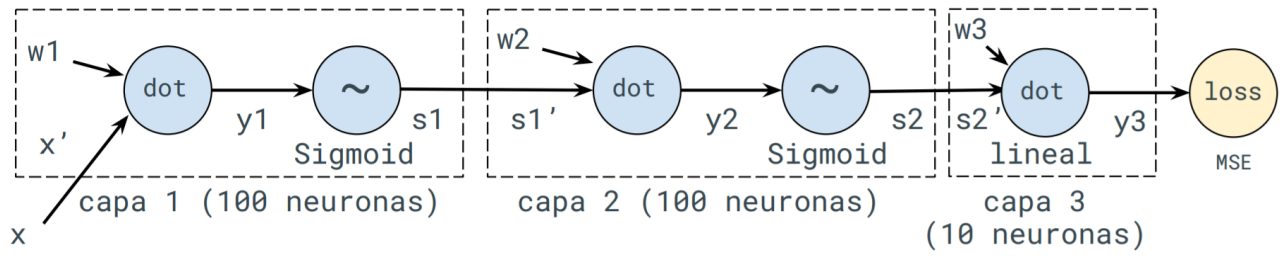 w1
x'
x
dot
y1
~
Sigmoid
s1
capa 1 (100 neuronas)
w2
s1'
dot
y2
~
Sigmoid
s2
capa 2 (100 neuronas)
w3
s2'
dot
lineal
y3
capa 3
(10 neuronas)
loss
MSE